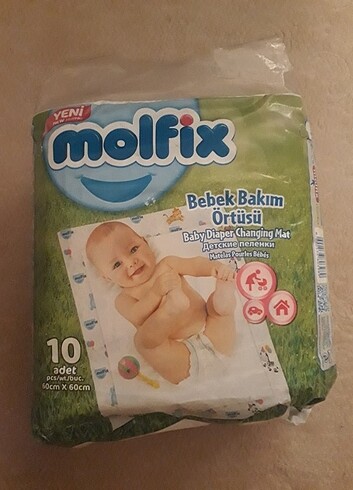 YENİ
molfix
Bebek Bakım
Örtüsü
Baby Diaper Changing Mat
Детские пеленки
Matelas Pour les Bébés
10
adet
pcs/шт./buc.
60cm X 60cm